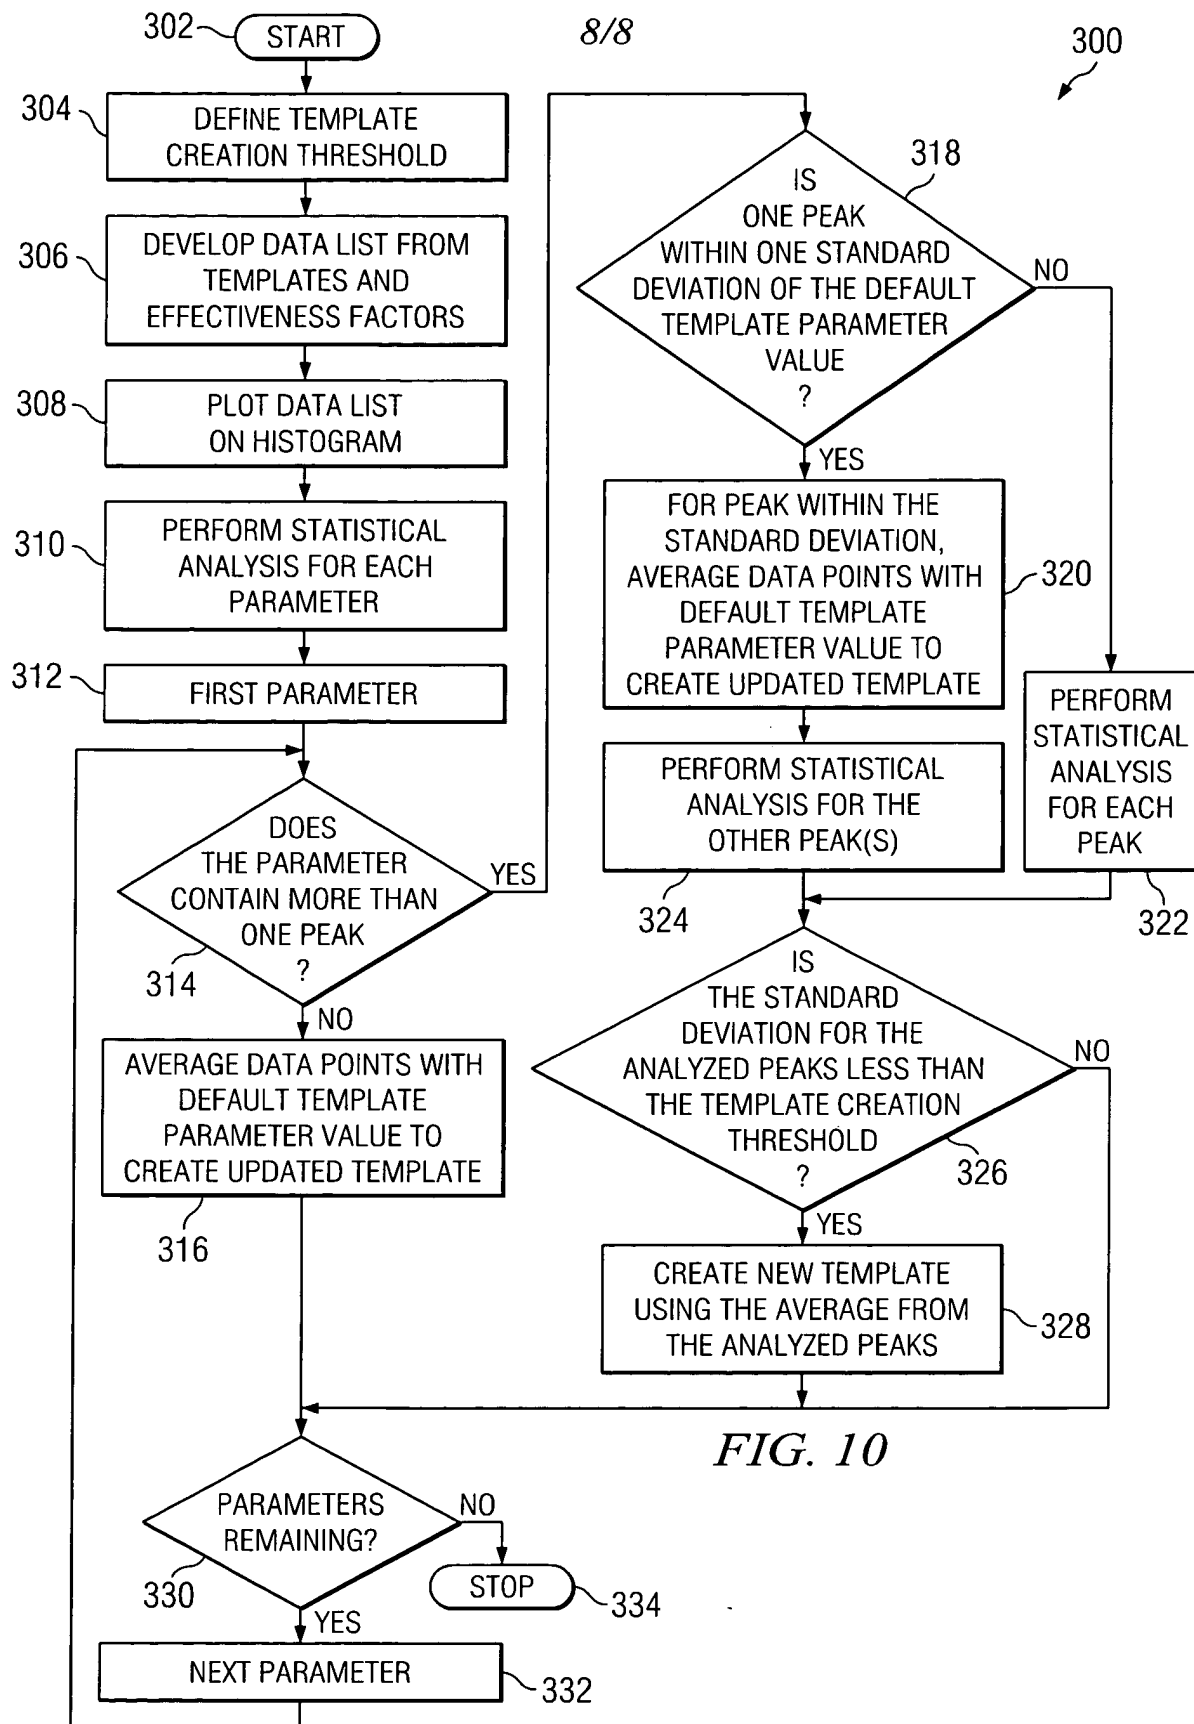 8/8
300
302
START
304
DEFINE TEMPLATE
CREATION THRESHOLD
306
DEVELOP DATA LIST FROM
TEMPLATES AND
EFFECTIVENESS FACTORS
308
PLOT DATA LIST
ON HISTOGRAM
310
PERFORM STATISTICAL
ANALYSIS FOR EACH
PARAMETER
312
FIRST PARAMETER
DOES
THE PARAMETER
CONTAIN MORE THAN
ONE PEAK
?
314
YES
NO
AVERAGE DATA POINTS WITH
DEFAULT TEMPLATE
PARAMETER VALUE TO
CREATE UPDATED TEMPLATE
316
318
IS
ONE PEAK
WITHIN ONE STANDARD
DEVIATION OF THE DEFAULT
TEMPLATE PARAMETER
VALUE
?
NO
YES
FOR PEAK WITHIN THE
STANDARD DEVIATION,
AVERAGE DATA POINTS WITH
DEFAULT TEMPLATE
PARAMETER VALUE TO
CREATE UPDATED TEMPLATE
320
PERFORM STATISTICAL
ANALYSIS FOR THE
OTHER PEAK(S)
324
PERFORM
STATISTICAL
ANALYSIS
FOR EACH
PEAK
322
IS
THE STANDARD
DEVIATION FOR THE
ANALYZED PEAKS LESS THAN
THE TEMPLATE CREATION
THRESHOLD
?
326
NO
YES
CREATE NEW TEMPLATE
USING THE AVERAGE FROM
THE ANALYZED PEAKS
328
FIG. 10
PARAMETERS
REMAINING?
330
NO
STOP
334
YES
NEXT PARAMETER
332